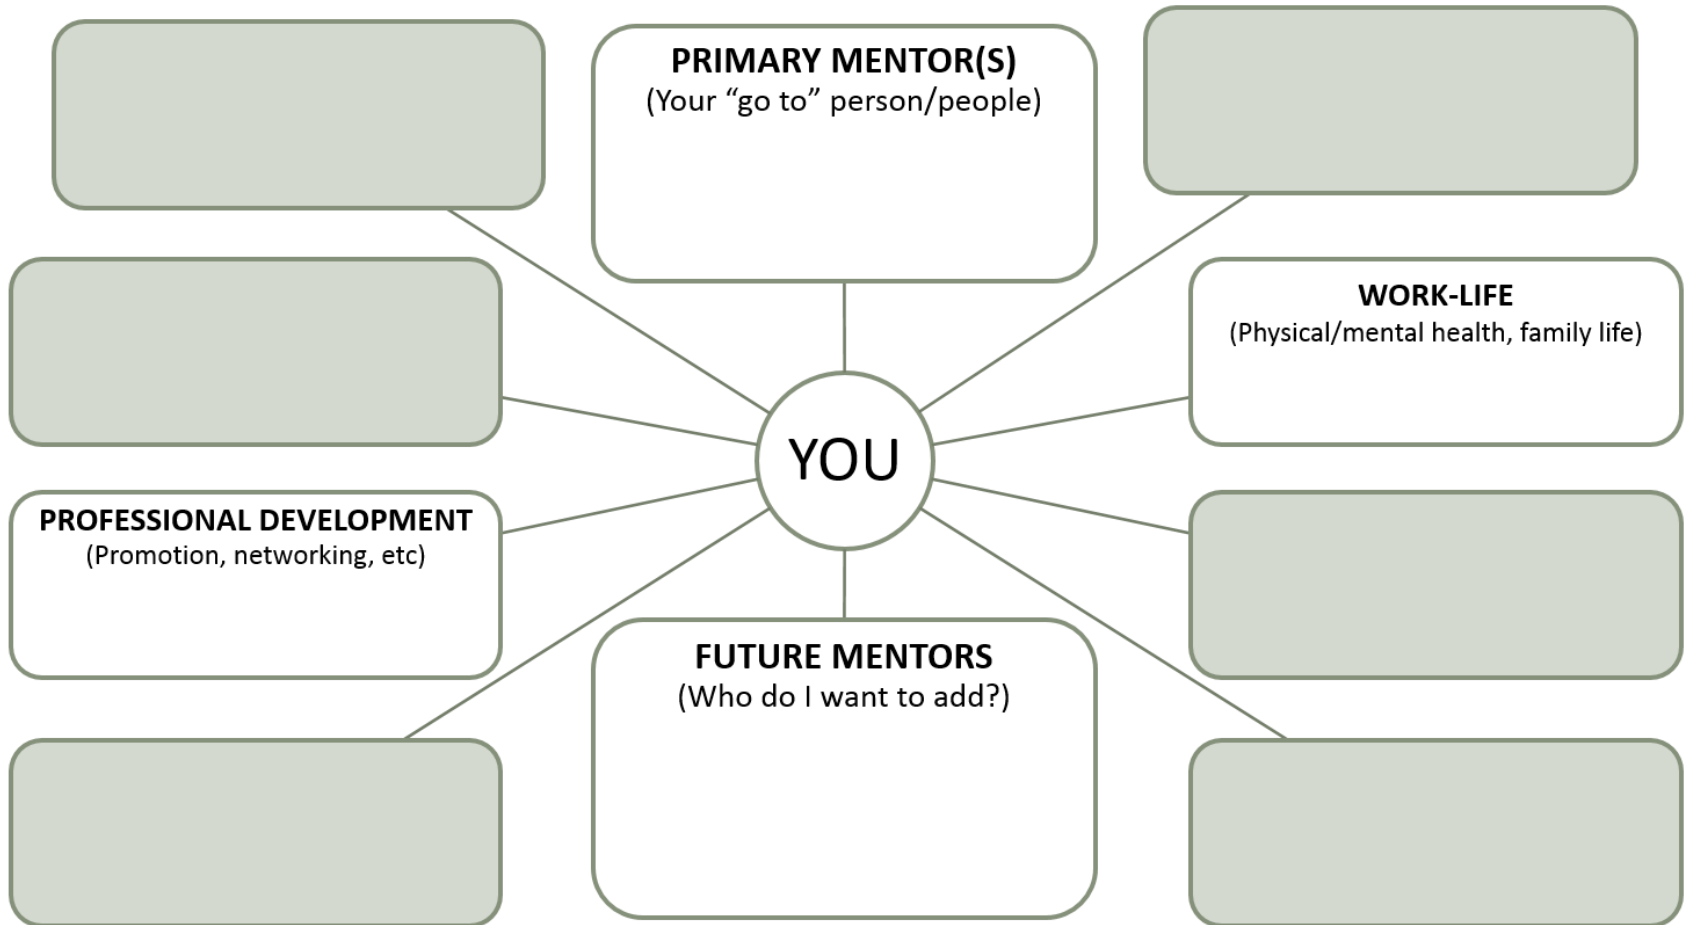 PRIMARY MENTOR(S)
(Your “go to” person/people)
WORK-LIFE
(Physical/mental health, family life)
YOU
PROFESSIONAL DEVELOPMENT
(Promotion, networking, etc)
FUTURE MENTORS
(Who do I want to add?)